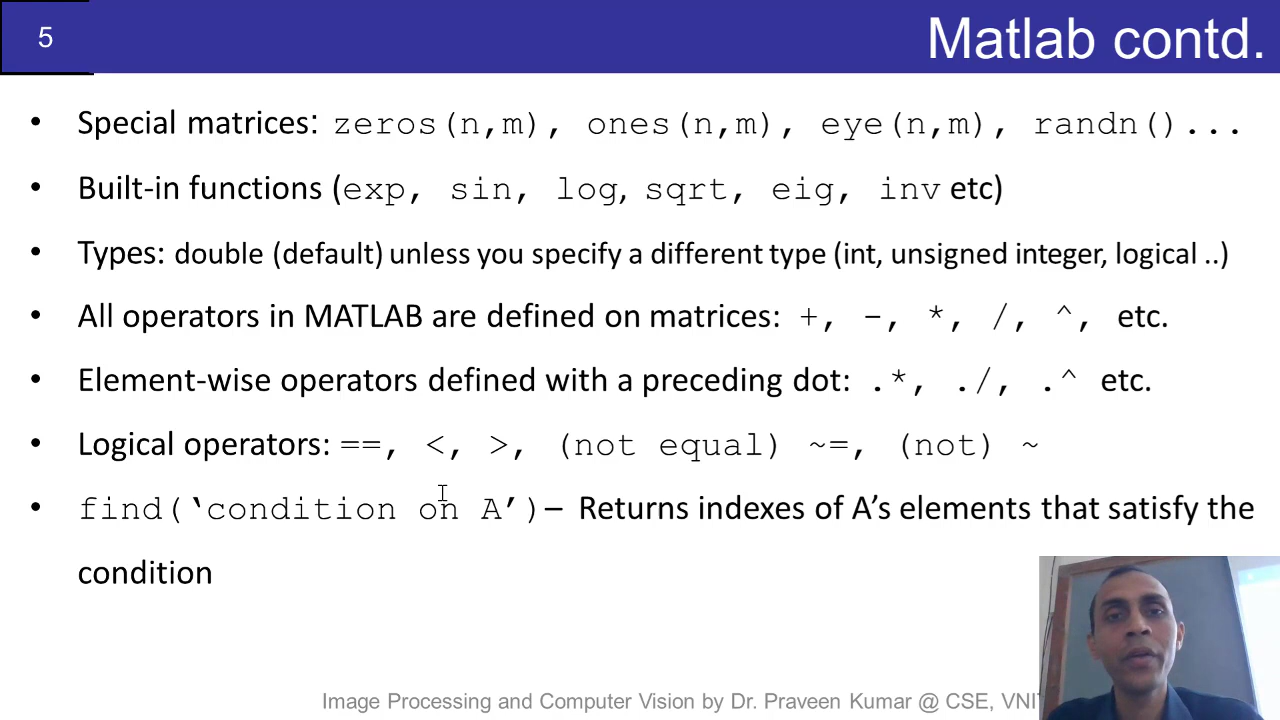 5
Matlab contd.
• Special matrices: zeros(n,m), ones(n,m), eye(n,m), randn()...
• Built-in functions (exp, sin, log, sqrt, eig, inv etc)
• Types: double (default) unless you specify a different type (int, unsigned integer, logical ..)
• All operators in MATLAB are defined on matrices: +, -, *, /, ^, etc.
• Element-wise operators defined with a preceding dot: .*, ./, .^ etc.
• Logical operators: ==, <, >, (not equal) ~=, (not) ~
• find(‘condition on A’)– Returns indexes of A’s elements that satisfy the
condition
Image Processing and Computer Vision by Dr. Praveen Kumar @ CSE, VNI